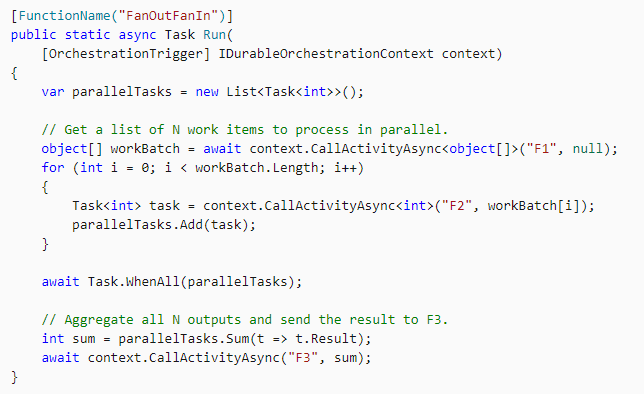 [FunctionName("FanOutFanIn")]
public static async Task Run(
    [OrchestrationTrigger] IDurableOrchestrationContext context)
{
    var parallelTasks = new List<Task<int>>();

    // Get a list of N work items to process in parallel.
    object[] workBatch = await context.CallActivityAsync<object[]>("F1", null);
    for (int i = 0; i < workBatch.Length; i++)
    {
        Task<int> task = context.CallActivityAsync<int>("F2", workBatch[i]);
        parallelTasks.Add(task);
    }

    await Task.WhenAll(parallelTasks);

    // Aggregate all N outputs and send the result to F3.
    int sum = parallelTasks.Sum(t => t.Result);
    await context.CallActivityAsync("F3", sum);
}